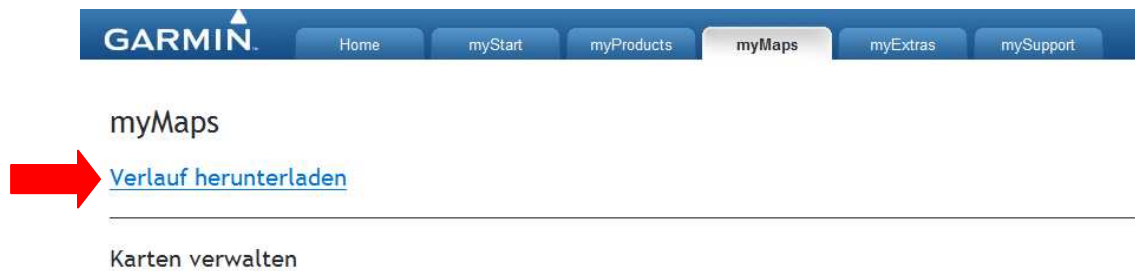 GARMIN.
Home myStart myProducts myMaps myExtras mySupport
myMaps
Verlauf herunterladen
Karten verwalten